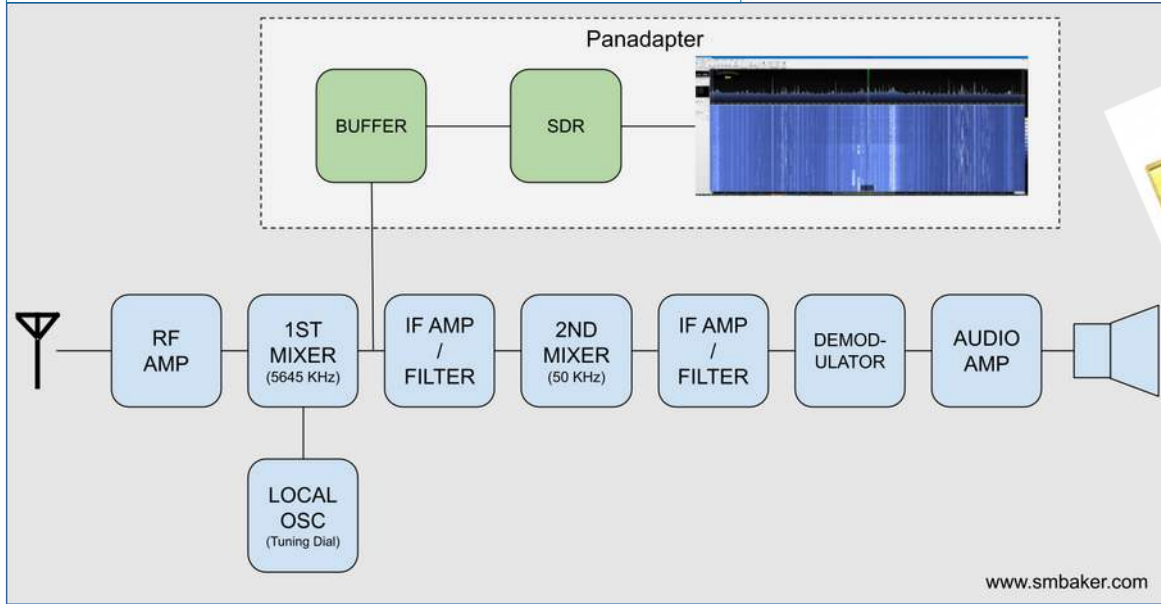 Panadapter
BUFFER
SDR
RF
AMP
1ST
MIXER
(5645 KHz)
IF AMP
/
FILTER
2ND
MIXER
(50 KHz)
IF AMP
/
FILTER
DEMOD-
ULATOR
AUDIO
AMP
LOCAL
OSC
(Tuning Dial)
www.smbaker.com